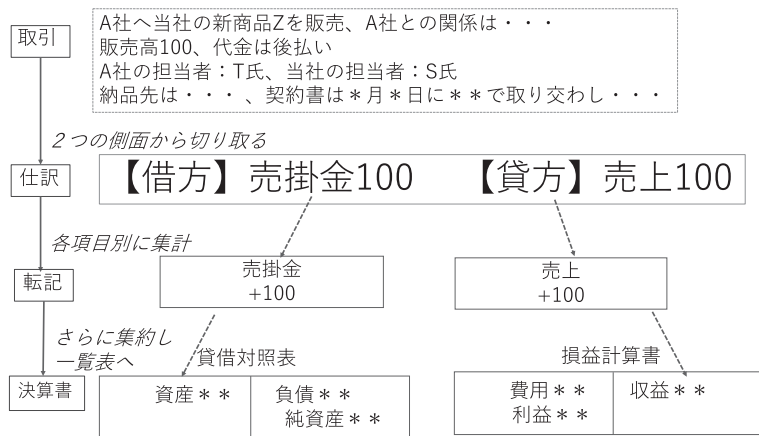 取引
A社へ当社の新商品Zを販売、A社との関係は・・・
販売高100、代金は後払い
A社の担当者：T氏、当社の担当者：S氏
納品先は・・・ 、契約書は＊月＊日に＊＊で取り交わし・・・
２つの側面から切り取る
仕訳
【借方】売掛金100 【貸方】売上100
各項目別に集計
転記
売掛金
+100
売上
+100
さらに集約し
一覧表へ
貸借対照表
損益計算書
決算書
資産＊＊
負債＊＊
純資産＊＊
費用＊＊
利益＊＊
収益＊＊